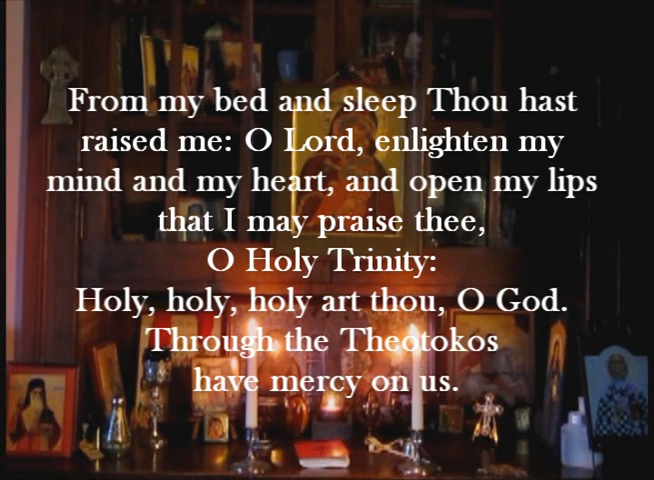 From my bed and sleep Thou hast
raised me: O Lord, enlighten my
mind and my heart, and open my lips
that I may praise thee,
O Holy Trinity:
Holy, holy, holy art thou, O God.
Through the Theotokos
have mercy on us.